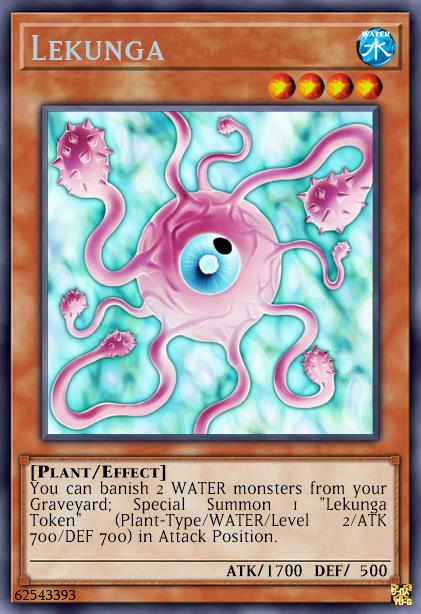 LEKUNGA
WATER
水
[PLANT/EFFECT]
You can banish 2 WATER monsters from your
Graveyard; Special Summon 1 "Lekunga
Token" (Plant-Type/WATER/Level 2/ATK
700/DEF 700) in Attack Position.
ATK/1700 DEF/ 500
62543393